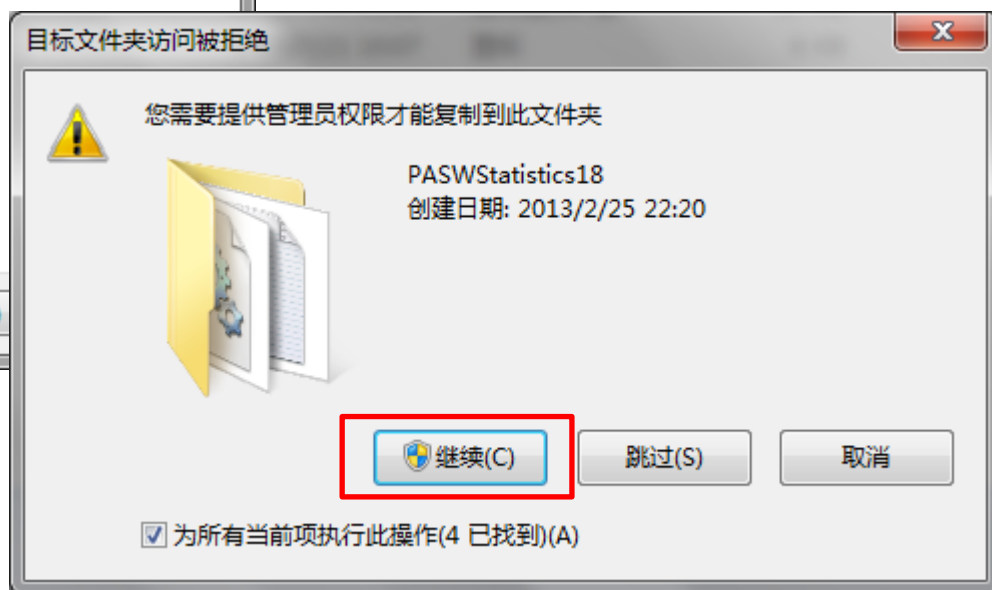 目标文件夹访问被拒绝
您需要提供管理员权限才能复制到此文件夹
PASWStatistics18
创建日期: 2013/2/25 22:20
继续(C)
跳过(S)
取消
为所有当前项执行此操作(4 已找到)(A)